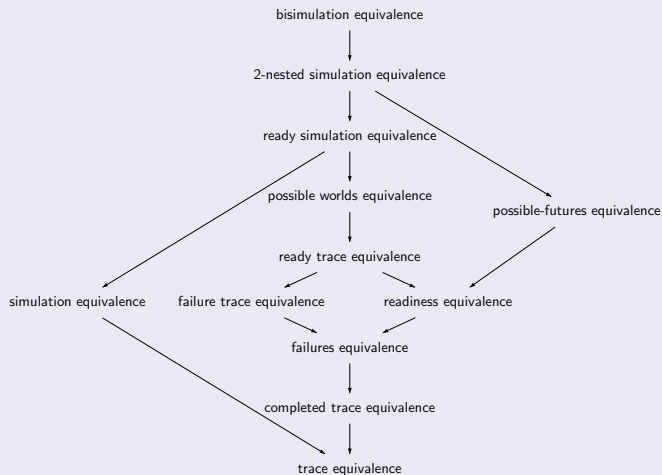 bisimulation equivalence
2-nested simulation equivalence
ready simulation equivalence
possible worlds equivalence
possible-futures equivalence
ready trace equivalence
simulation equivalence
failure trace equivalence
readiness equivalence
failures equivalence
completed trace equivalence
trace equivalence